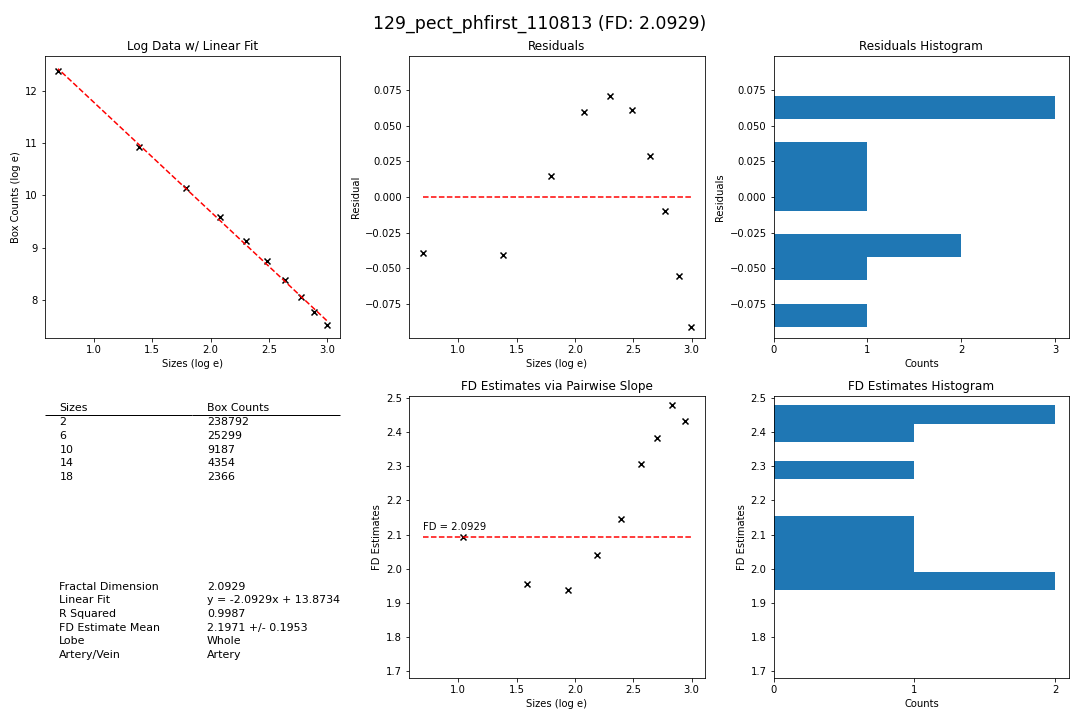 129_pect_phfirst_110813 (FD: 2.0929)
Log Data w/ Linear Fit
Box Counts (log e)
12
11
10
9
8
1.0 1.5 2.0 2.5 3.0
Sizes (log e)
Residuals
Residual
0.075
0.050
0.025
0.000
−0.025
−0.050
−0.075
1.0 1.5 2.0 2.5 3.0
Sizes (log e)
Residuals Histogram
Residuals
0.075
0.050
0.025
0.000
−0.025
−0.050
−0.075
0 1 2 3
Counts
Sizes Box Counts
2 238792
6 25299
10 9187
14 4354
18 2366
Fractal Dimension 2.0929
Linear Fit y = -2.0929x + 13.8734
R Squared 0.9987
FD Estimate Mean 2.1971 +/- 0.1953
Lobe Whole
Artery/Vein Artery
FD Estimates via Pairwise Slope
FD Estimates
2.5
2.4
2.3
2.2
2.1
2.0
1.9
1.8
1.7
FD = 2.0929
1.0 1.5 2.0 2.5 3.0
Sizes (log e)
FD Estimates Histogram
FD Estimates
2.5
2.4
2.3
2.2
2.1
2.0
1.9
1.8
1.7
0 1 2
Counts